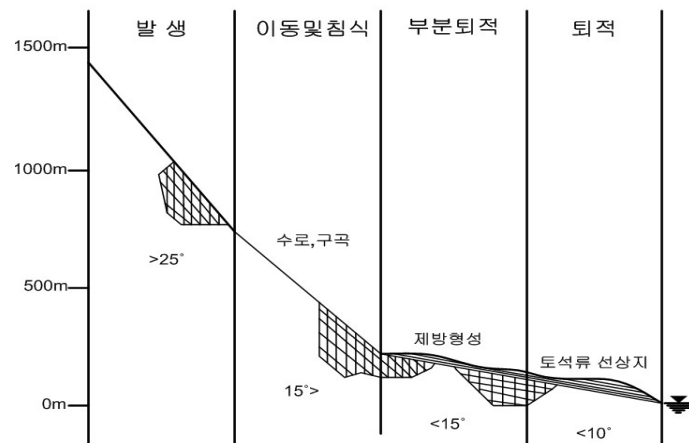 발 생
이동및침식
부분퇴적
퇴적
1500m
1000m
수로,구곡
>25˚
500m
제방형성
토석류 선상지
15˚>
0m
<15˚
<10˚